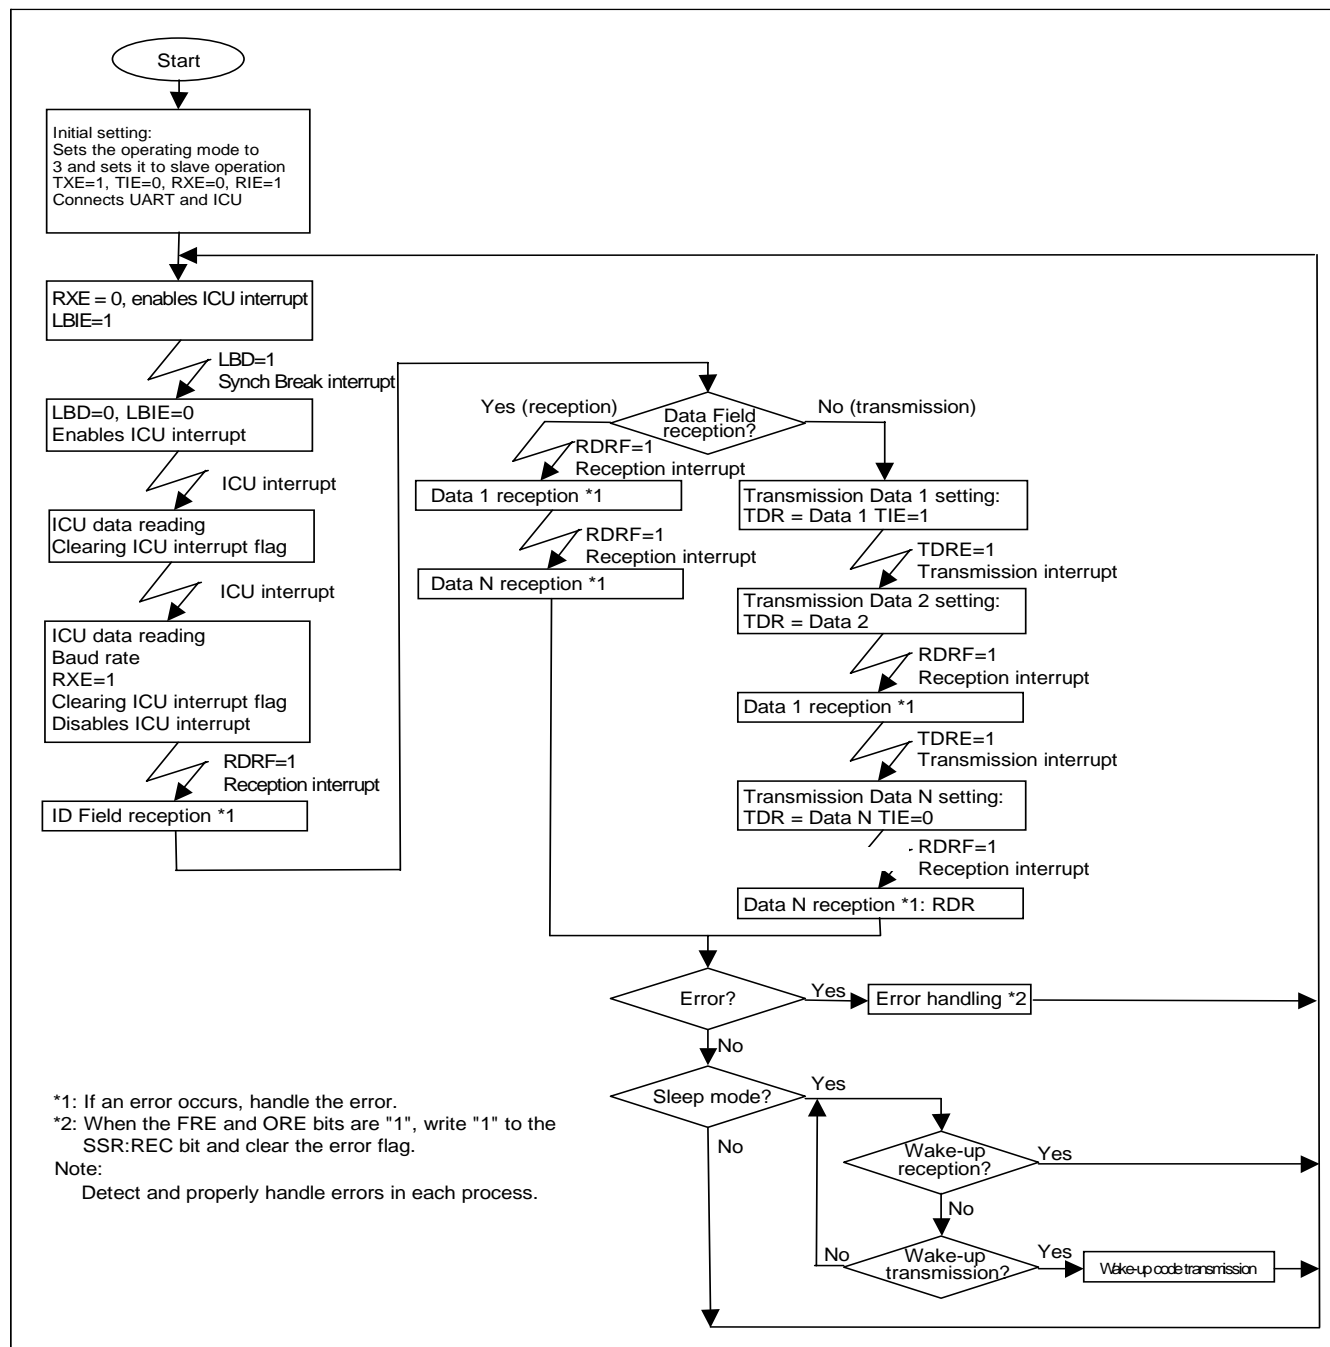 Start
Initial setting:
Sets the operating mode to
3 and sets it to slave operation
TXE=1, TIE=0, RXE=0, RIE=1
Connects UART and ICU
RXE = 0, enables ICU interrupt
LBIE=1
LBD=1
Synch Break interrupt
LBD=0, LBIE=0
Enables ICU interrupt
ICU interrupt
ICU data reading
Clearing ICU interrupt flag
ICU interrupt
ICU data reading
Baud rate
RXE=1
Clearing ICU interrupt flag
Disables ICU interrupt
RDRF=1
Reception interrupt
ID Field reception *1
Data Field
reception?
Yes (reception)
No (transmission)
RDRF=1
Reception interrupt
Data 1 reception *1
RDRF=1
Reception interrupt
Data N reception *1
Transmission Data 1 setting:
TDR = Data 1 TIE=1
TDRE=1
Transmission interrupt
Transmission Data 2 setting:
TDR = Data 2
RDRF=1
Reception interrupt
Data 1 reception *1
TDRE=1
Transmission interrupt
Transmission Data N setting:
TDR = Data N TIE=0
RDRF=1
Reception interrupt
Data N reception *1: RDR
Error?
Yes
Error handling *2
No
Sleep mode?
Yes
No
Wake-up
reception?
Yes
No
Wake-up
transmission?
No
Yes
Wake-up code transmission
*1: If an error occurs, handle the error.
*2: When the FRE and ORE bits are "1", write "1" to the
SSR:REC bit and clear the error flag.
Note:
Detect and properly handle errors in each process.